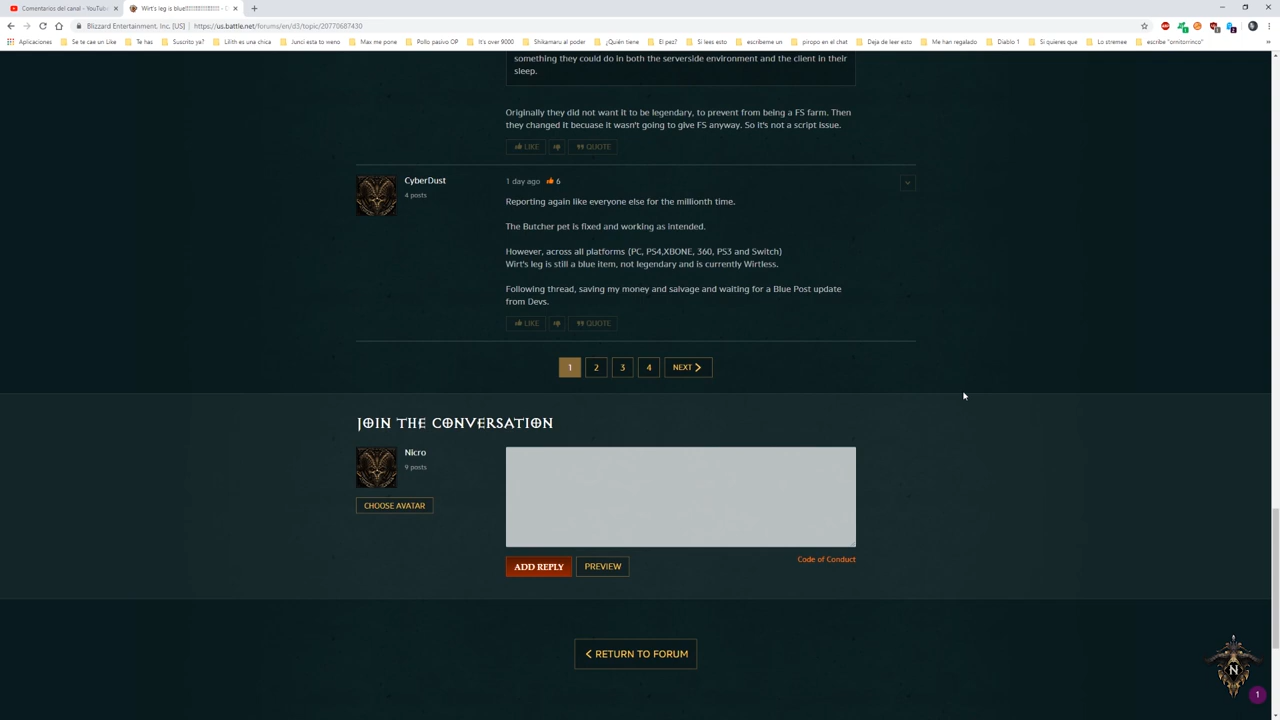 Comentarios del canal - YouTub
Wirt's leg is blue!!!!!!!!!!!!!!!!!!
Blizzard Entertainment, Inc. [US]
https://us.battle.net/forums/en/d3/topic/20770687430
Aplicaciones
Se te cae un Like
Te has
Suscrito ya?
Lilith es una chica
Junci esta to weno
Max me pone
Pollo pasivo OP
It's over 9000
Shikamaru al poder
¿Quién tiene
El pez?
Si lees esto
escribeme un
piropo en el chat
Deja de leer esto
Me han regalado
Diablo 1
Si quieres que
Lo stremee
escribe "ornitorrinco"
something they could do in both the serverside environment and the client in their
sleep.
Originally they did not want it to be legendary, to prevent from being a FS farm. Then
they changed it becuase it wasn't going to give FS anyway. So it's not a script issue.
LIKE
QUOTE
CyberDust
4 posts
1 day ago 6
Reporting again like everyone else for the millionth time.
The Butcher pet is fixed and working as intended.
However, across all platforms (PC, PS4,XBONE, 360, PS3 and Switch)
Wirt's leg is still a blue item, not legendary and is currently Wirtless.
Following thread, saving my money and salvage and waiting for a Blue Post update
from Devs.
LIKE
QUOTE
1 2 3 4 NEXT
JOIN THE CONVERSATION
Nicro
9 posts
CHOOSE AVATAR
ADD REPLY
PREVIEW
Code of Conduct
RETURN TO FORUM
N
1